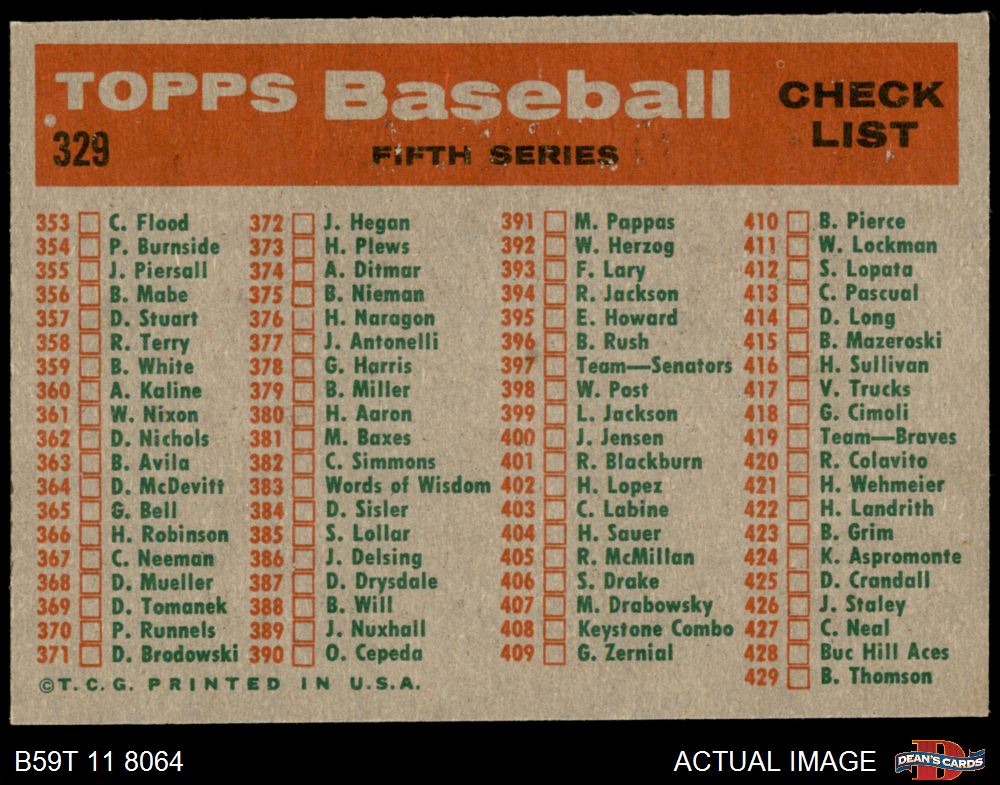 TOPPS Baseball CHECK LIST
329 FIFTH SERIES
353 C. Flood
354 P. Burnside
355 J. Piersall
356 B. Mabe
357 D. Stuart
358 R. Terry
359 B. White
360 A. Kaline
361 W. Nixon
362 D. Nichols
363 B. Avila
364 D. McDevitt
365 G. Bell
366 H. Robinson
367 C. Neeman
368 D. Mueller
369 D. Tomanek
370 P. Runnels
371 D. Brodowski
372 J. Hegan
373 H. Plews
374 A. Ditmar
375 B. Nieman
376 H. Naragon
377 J. Antonelli
378 G. Harris
379 B. Miller
380 H. Aaron
381 M. Baxes
382 C. Simmons
383 Words of Wisdom
384 D. Sisler
385 S. Lollar
386 J. Delsing
387 D. Drysdale
388 B. Will
389 J. Nuxhall
390 O. Cepeda
391 M. Pappas
392 W. Herzog
393 F. Lary
394 R. Jackson
395 E. Howard
396 B. Rush
397 Team—Senators
398 W. Post
399 L. Jackson
400 J. Jensen
401 R. Blackburn
402 H. Lopez
403 C. Labine
404 H. Sauer
405 R. McMillan
406 S. Drake
407 M. Drabowsky
408 Keystone Combo
409 G. Zernial
410 B. Pierce
411 W. Lockman
412 S. Lopata
413 C. Pascual
414 D. Long
415 B. Mazeroski
416 H. Sullivan
417 V. Trucks
418 G. Cimoli
419 Team—Braves
420 R. Colavito
421 H. Wehmeier
422 H. Landrith
423 B. Grim
424 K. Aspromonte
425 D. Crandall
426 J. Staley
427 C. Neal
428 Buc Hill Aces
429 B. Thomson
©T.C.G. PRINTED IN U.S.A.
B59T 11 8064
ACTUAL IMAGE
DEAN'S CARDS